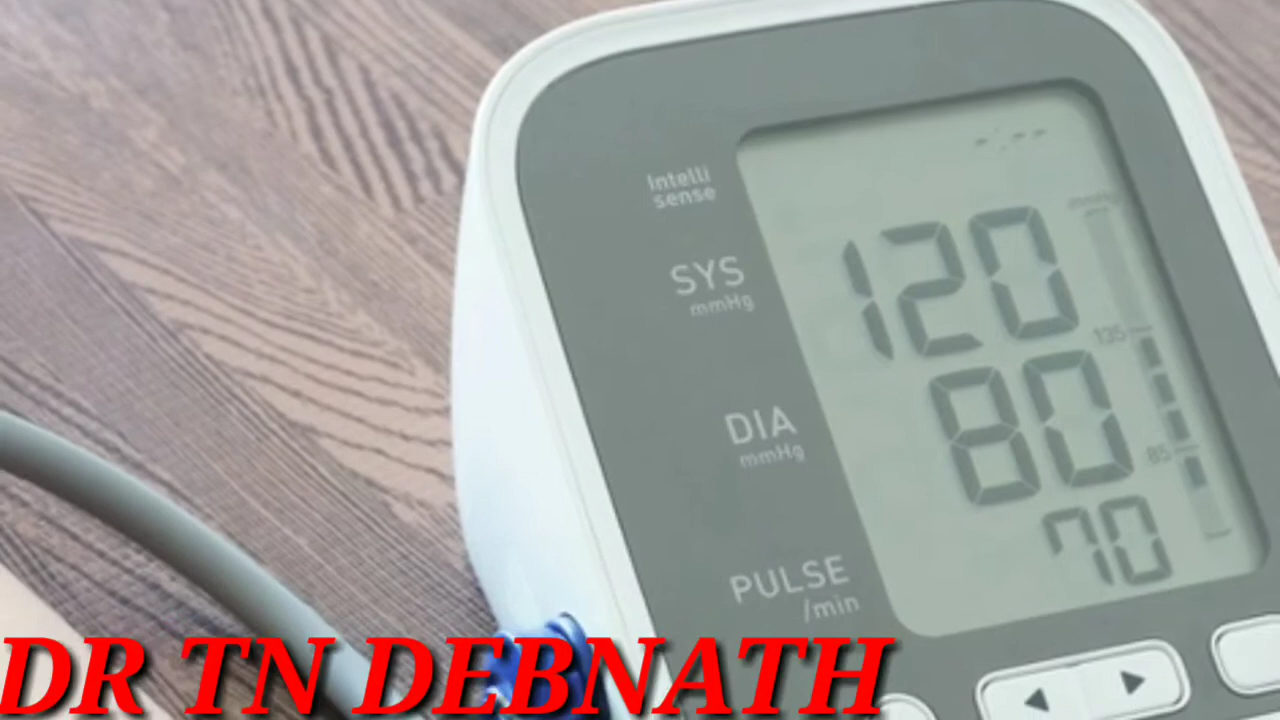 Intelli
sense
-:--
SYS
mmHg
120
135
DIA
mmHg
80
85
PULSE
/min
70
DR TN DEBNATH